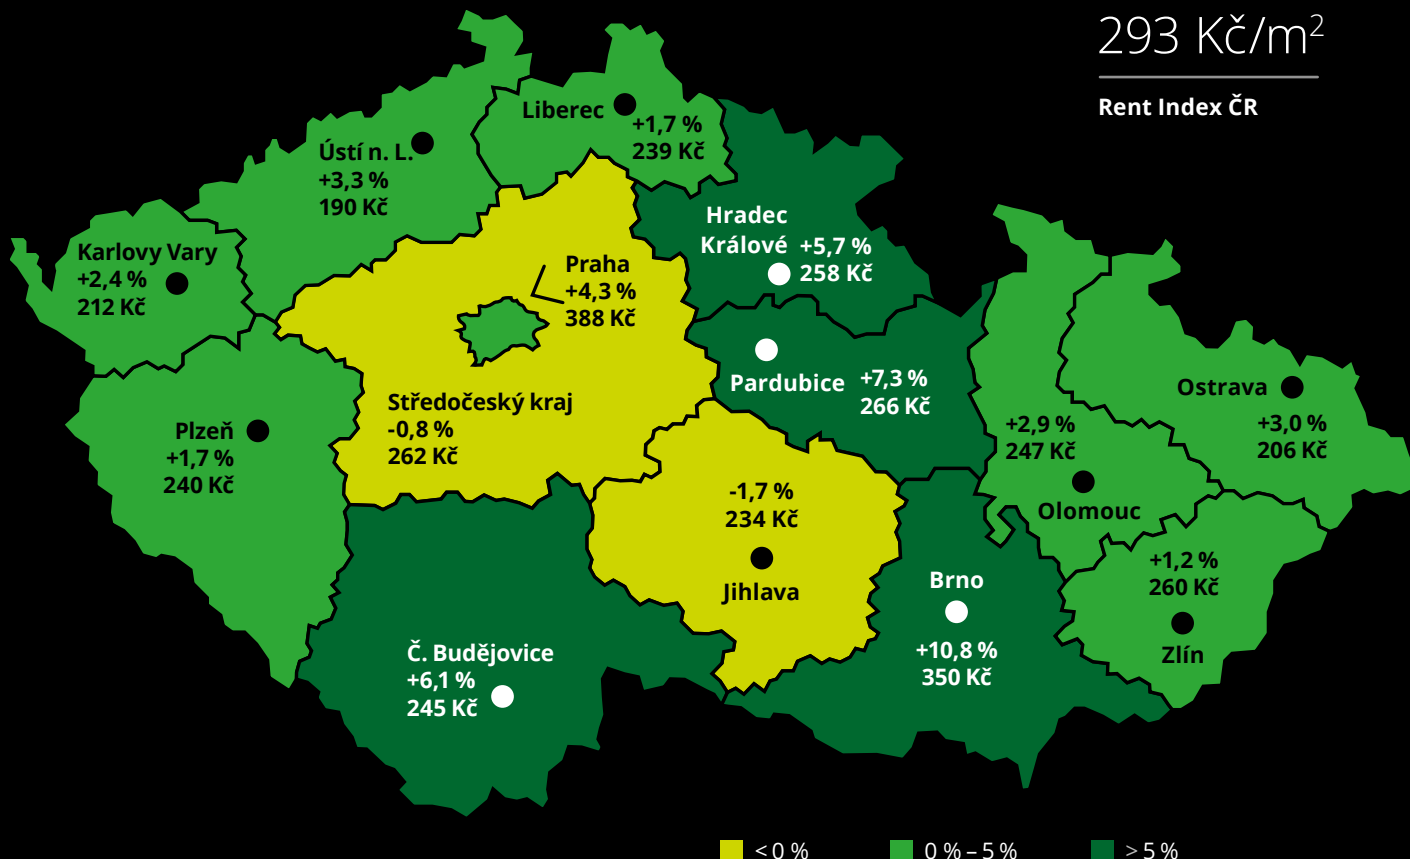 293 Kč/m²
Rent Index ČR
Liberec
+1,7 %
239 Kč
Ústí n. L.
+3,3 %
190 Kč
Hradec
Králové
+5,7 %
258 Kč
Karlovy Vary
+2,4 %
212 Kč
Praha
+4,3 %
388 Kč
Pardubice
+7,3 %
266 Kč
Ostrava
+3,0 %
206 Kč
Středočeský kraj
-0,8 %
262 Kč
Plzeň
+1,7 %
240 Kč
+2,9 %
247 Kč
Olomouc
-1,7 %
234 Kč
Jihlava
+1,2 %
260 Kč
Zlín
Brno
+10,8 %
350 Kč
Č. Budějovice
+6,1 %
245 Kč
< 0 %
0 % – 5 %
> 5 %